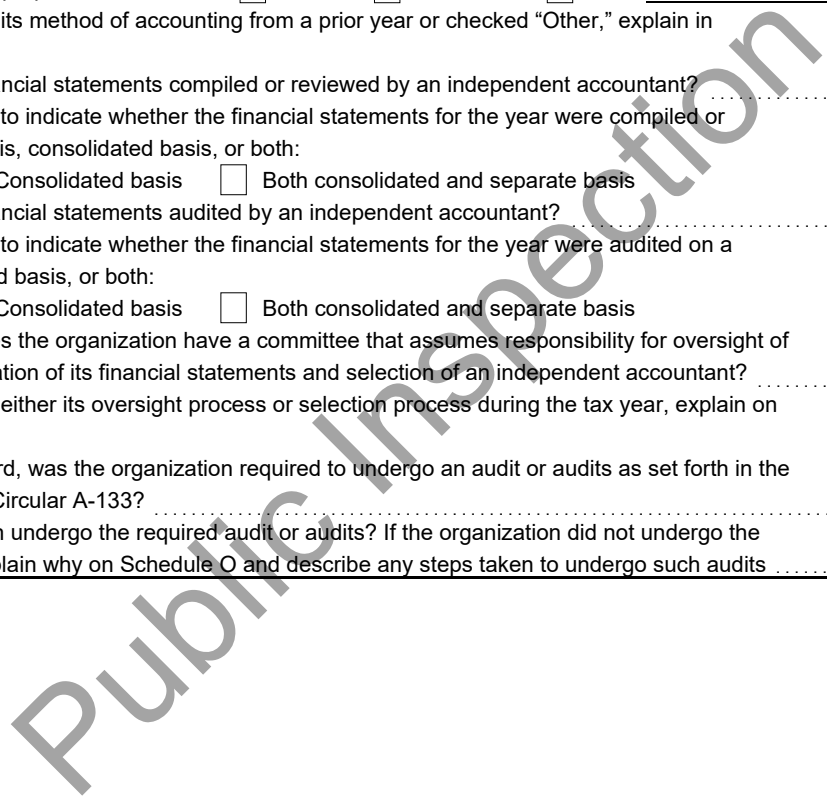 its method of accounting from a prior year or checked “Other,” explain in
ncial statements compiled or reviewed by an independent accountant?
to indicate whether the financial statements for the year were compiled or
is, consolidated basis, or both:
Consolidated basis Both consolidated and separate basis
ncial statements audited by an independent accountant?
to indicate whether the financial statements for the year were audited on a
d basis, or both:
Consolidated basis Both consolidated and separate basis
s the organization have a committee that assumes responsibility for oversight of
ation of its financial statements and selection of an independent accountant?
either its oversight process or selection process during the tax year, explain on
rd, was the organization required to undergo an audit or audits as set forth in the
Circular A-133?
n undergo the required audit or audits? If the organization did not undergo the
plain why on Schedule O and describe any steps taken to undergo such audits
Public Inspection